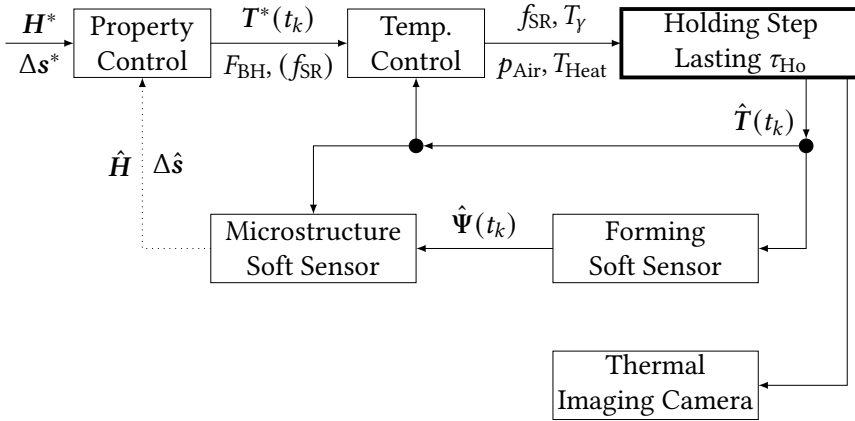 H* T*(t_k) f_SR, T_γ
Property Control Temp. Control Holding Step Lasting τ_Ho
Δs* F_BH, (f_SR) p_Air, T_Heat
T̂(t_k)
Ĥ Δŝ
Microstructure Soft Sensor Ψ̂(t_k) Forming Soft Sensor
Thermal
Imaging Camera